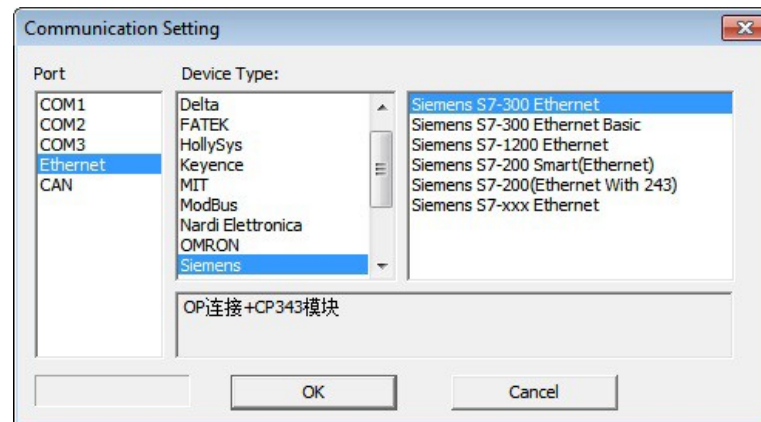 Communication Setting
Port
Device Type:
COM1
COM2
COM3
Ethernet
CAN
Delta
FATEK
HollySys
Keyence
MIT
ModBus
Nardi Elettronica
OMRON
Siemens
Siemens S7-300 Ethernet
Siemens S7-300 Ethernet Basic
Siemens S7-1200 Ethernet
Siemens S7-200 Smart(Ethernet)
Siemens S7-200(Ethernet With 243)
Siemens S7-xxx Ethernet
OP连接+CP343模块
OK
Cancel